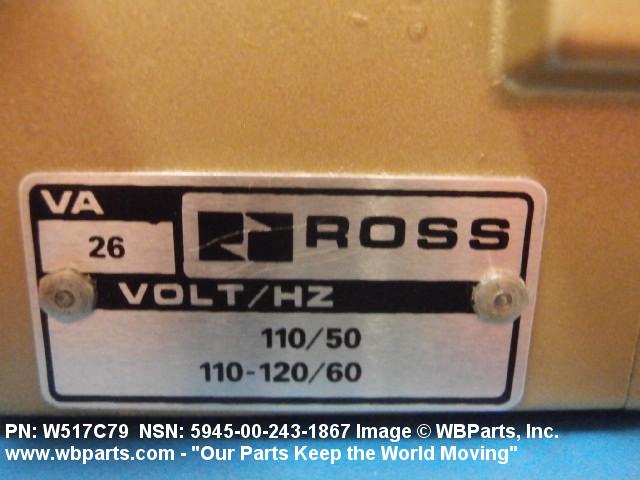 VA
26
ROSS
VOLT/HZ
110/50
110-120/60
PN: W517C79 NSN: 5945-00-243-1867 Image © WBParts, Inc.
www.wbparts.com - "Our Parts Keep the World Moving"